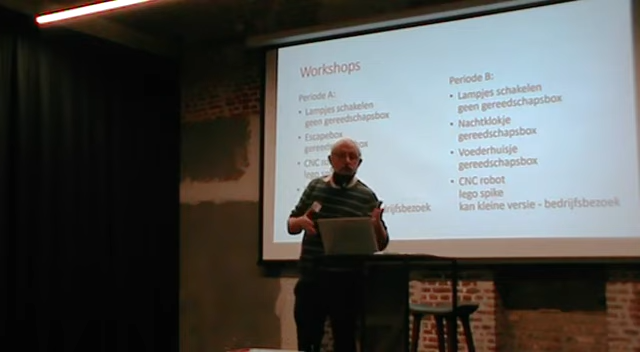 Workshops
Periode A:
• Lampjes schakelen
geen gereedschapsbox
• Escapebox
CNC
lego
Periode B:
• Lampjes schakelen
geen gereedschapsbox
• Nachtklokje
gereedschapsbox
• Voederhuisje
gereedschapsbox
• CNC robot
lego spike
kan kleine versie - bedrijfsbezoek